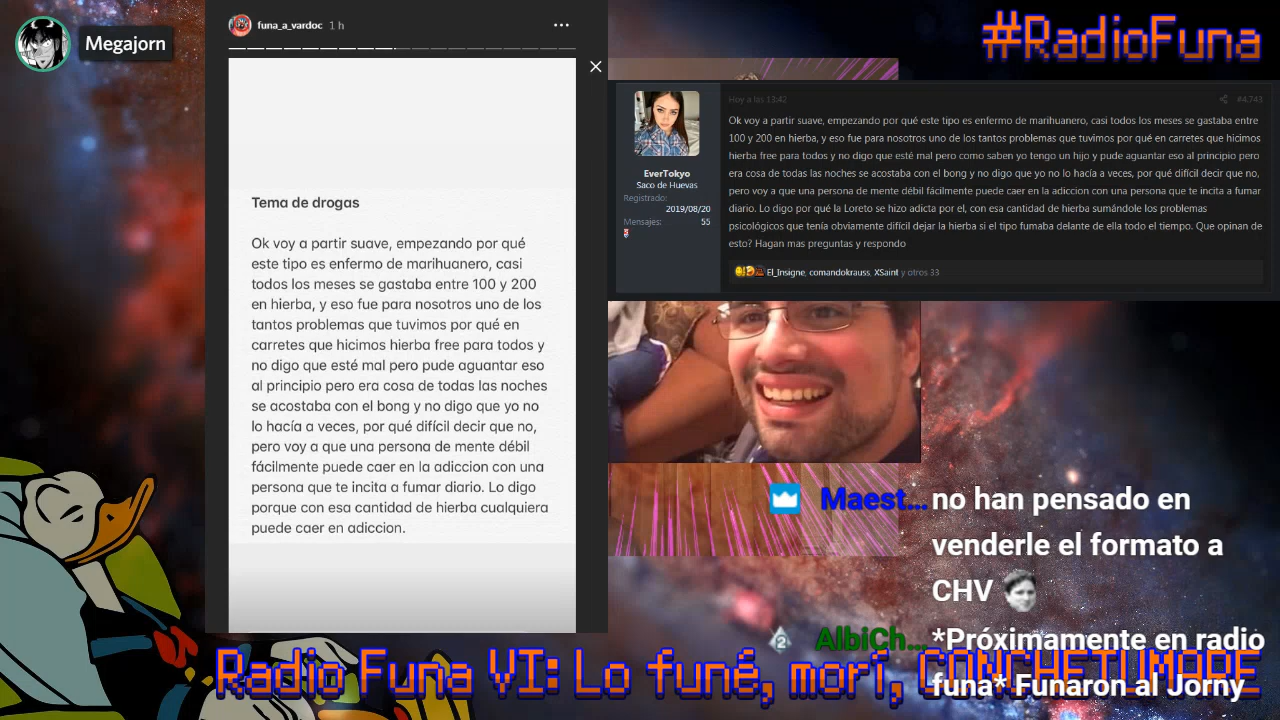 Megajorn
funa_a_vardoc 1 h
Tema de drogas
Ok voy a partir suave, empezando por qué
este tipo es enfermo de marihuanero, casi
todos los meses se gastaba entre 100 y 200
en hierba, y eso fue para nosotros uno de los
tantos problemas que tuvimos por qué en
carretes que hicimos hierba free para todos y
no digo que esté mal pero pude aguantar eso
al principio pero era cosa de todas las noches
se acostaba con el bong y no digo que yo no
lo hacía a veces, por qué difícil decir que no,
pero voy a que una persona de mente débil
fácilmente puede caer en la adiccion con una
persona que te incita a fumar diario. Lo digo
porque con esa cantidad de hierba cualquiera
puede caer en adiccion.
#RadioFuna
Hoy a las 13:42
#4.743
EverTokyo
Saco de Huevas
Registrado:
2019/08/20
Mensajes: 55
Ok voy a partir suave, empezando por qué este tipo es enfermo de marihuanero, casi todos los meses se gastaba entre
100 y 200 en hierba, y eso fue para nosotros uno de los tantos problemas que tuvimos por qué en carretes que hicimos
hierba free para todos y no digo que esté mal pero como saben yo tengo un hijo y pude aguantar eso al principio pero
era cosa de todas las noches se acostaba con el bong y no digo que yo no lo hacía a veces, por qué difícil decir que no,
pero voy a que una persona de mente débil fácilmente puede caer en la adiccion con una persona que te incita a fumar
diario. Lo digo por qué la Loreto se hizo adicta por el, con esa cantidad de hierba sumándole los problemas
psicológicos que tenía obviamente difícil dejar la hierba si el tipo fumaba delante de ella todo el tiempo. Que opinan de
esto? Hagan mas preguntas y respondo
El_Insigne, comandokrauss, XSaint y otros 33
Maest... no han pensado en
venderle el formato a
CHV
2 AlbiCh... *Próximamente en radio
funa* Funaron al Jorny
Radio Funa VI: Lo funé, morí, CONCHETUMARE